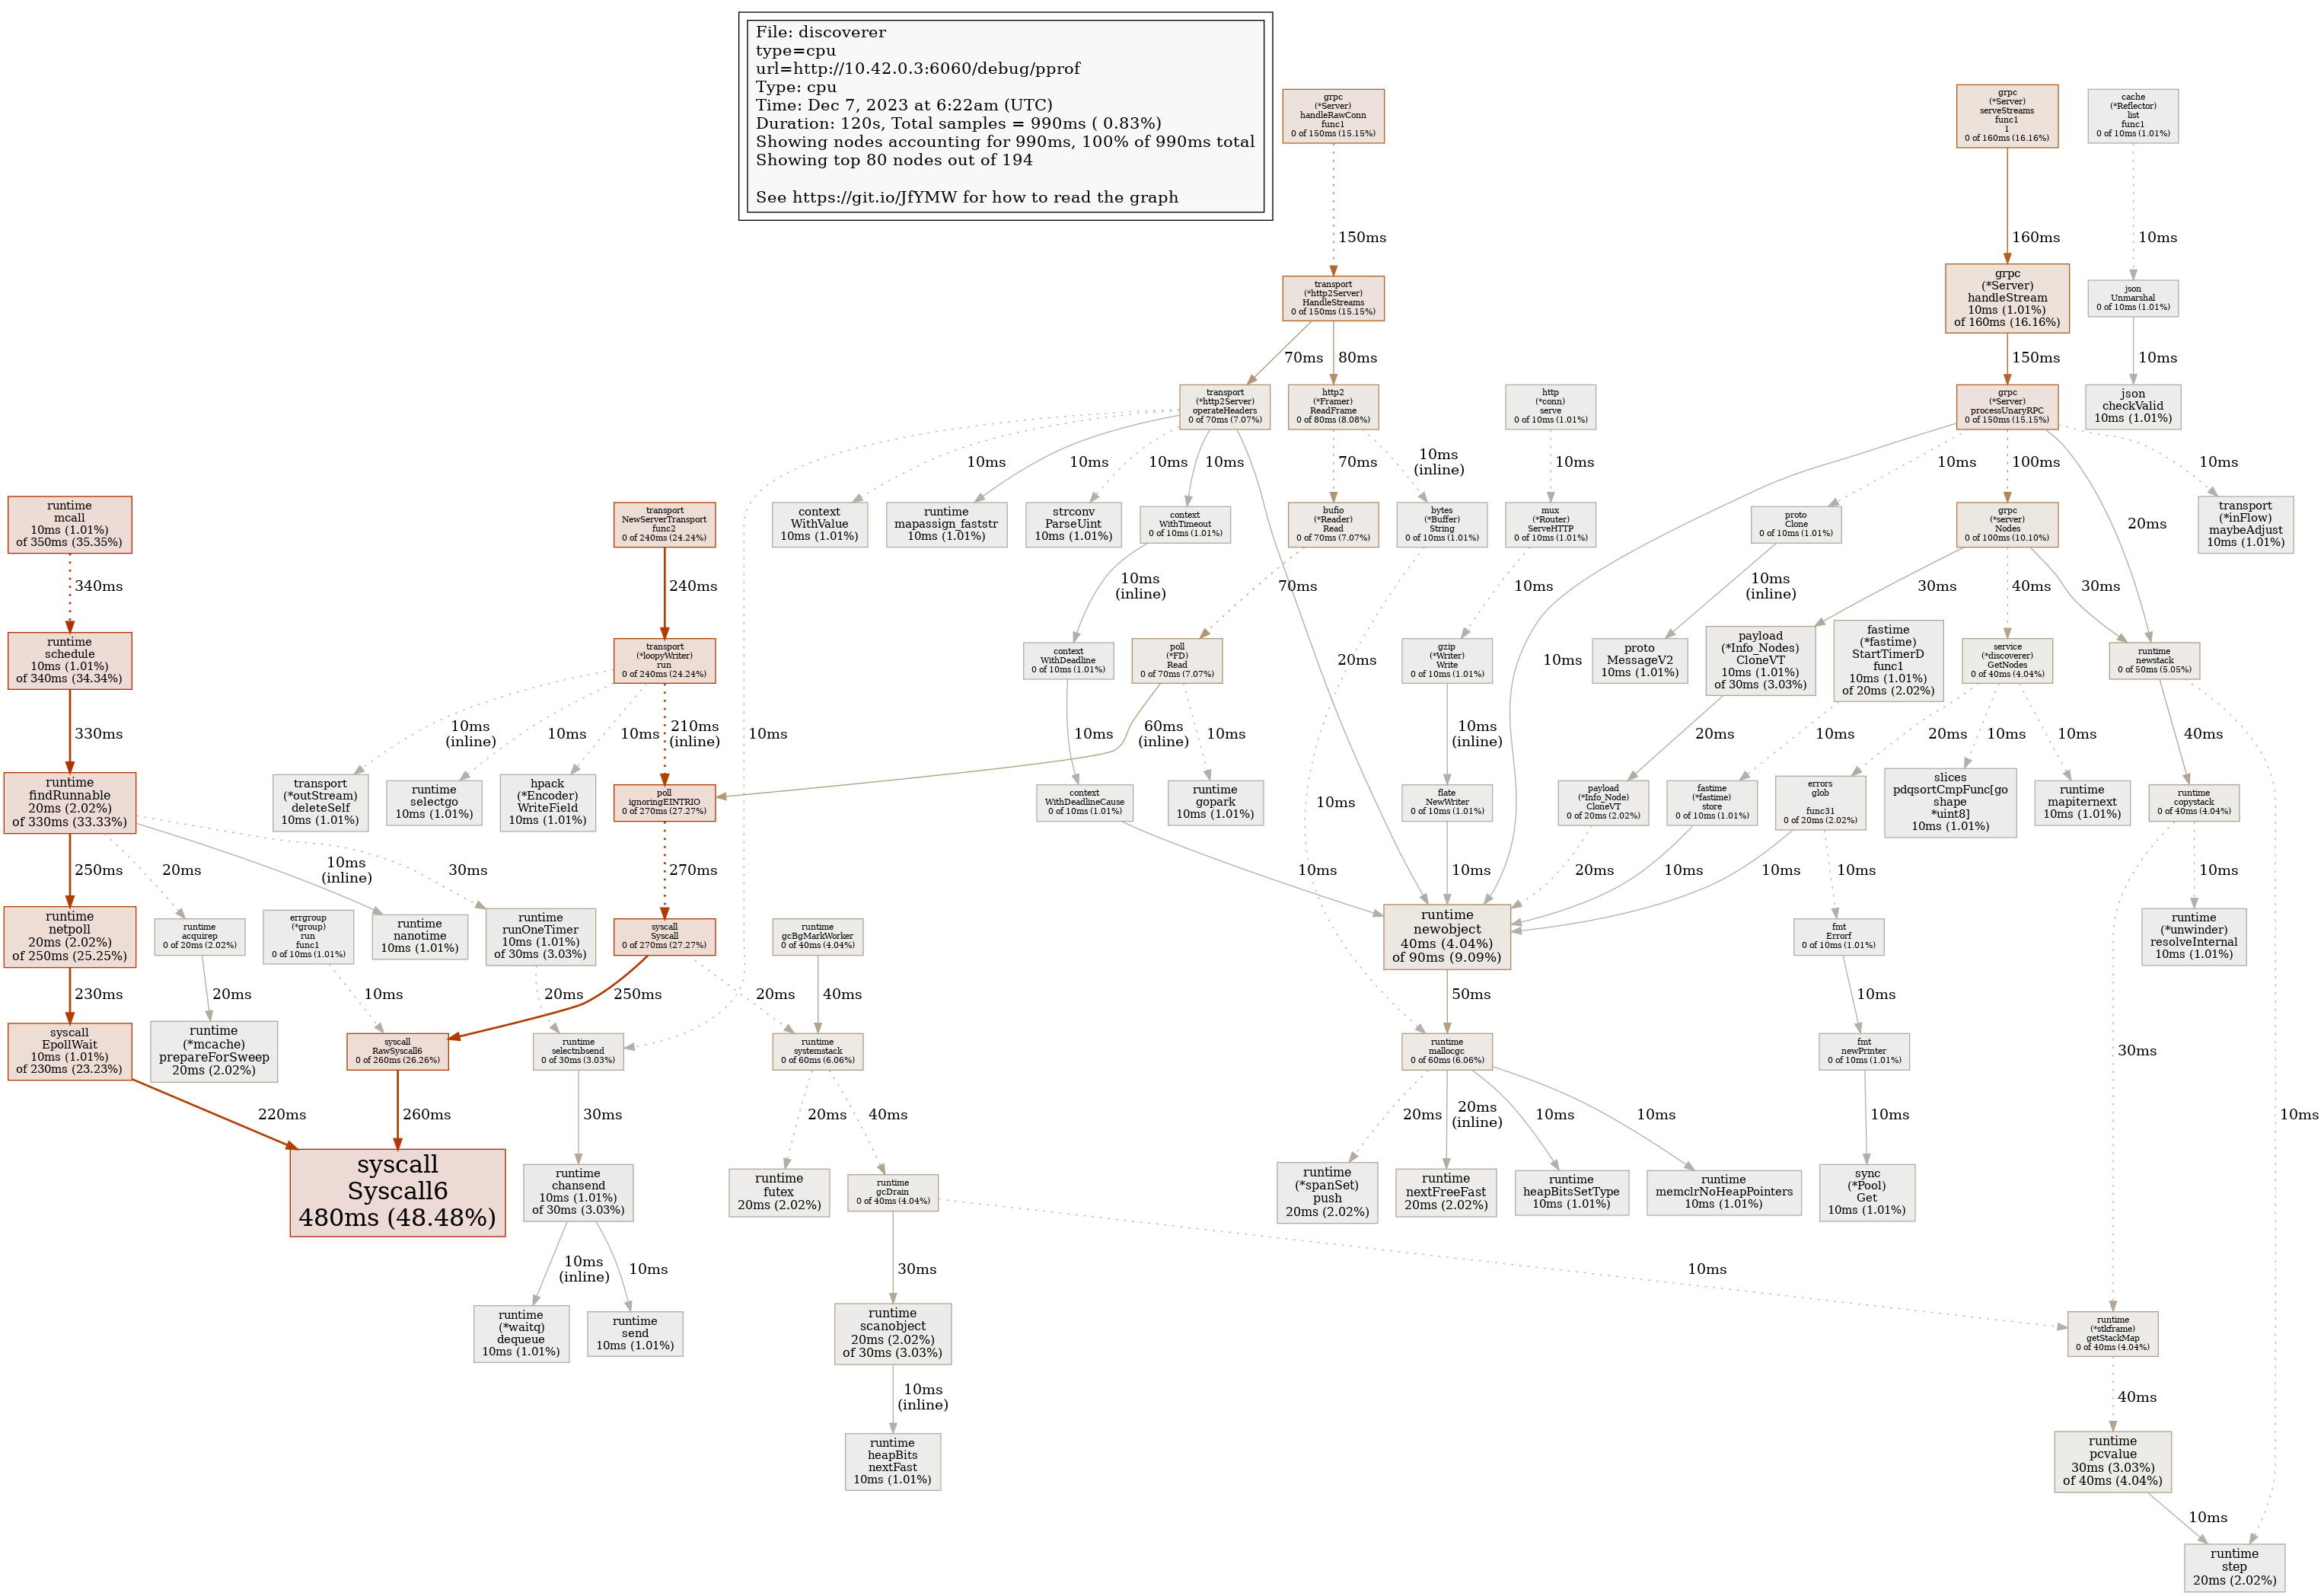 File: discoverer
type=cpu
url=http://10.42.0.3:6060/debug/pprof
Type: cpu
Time: Dec 7, 2023 at 6:22am (UTC)
Duration: 120s, Total samples = 990ms ( 0.83%)
Showing nodes accounting for 990ms, 100% of 990ms total
Showing top 80 nodes out of 194
See https://git.io/JfYMW for how to read the graph
grpc
(*Server)
handleRawConn
func1
0 of 150ms (15.15%)
grpc
(*Server)
serveStreams
func1
1
0 of 160ms (16.16%)
cache
(*Reflector)
list
func1
0 of 10ms (1.01%)
150ms
160ms
10ms
transport
(*http2Server)
HandleStreams
0 of 150ms (15.15%)
grpc
(*Server)
handleStream
10ms (1.01%)
of 160ms (16.16%)
json
Unmarshal
0 of 10ms (1.01%)
70ms
80ms
150ms
10ms
transport
(*http2Server)
operateHeaders
0 of 70ms (7.07%)
http2
(*Framer)
ReadFrame
0 of 80ms (8.08%)
http
(*conn)
serve
0 of 10ms (1.01%)
grpc
(*Server)
processUnaryRPC
0 of 150ms (15.15%)
json
checkValid
10ms (1.01%)
10ms
10ms
10ms
10ms
70ms
10ms
(inline)
10ms
10ms
100ms
10ms
runtime
mcall
10ms (1.01%)
of 350ms (35.35%)
transport
NewServerTransport
func2
0 of 240ms (24.24%)
context
WithValue
10ms (1.01%)
runtime
mapassign_faststr
10ms (1.01%)
strconv
ParseUint
10ms (1.01%)
context
WithTimeout
0 of 10ms (1.01%)
bufio
(*Reader)
Read
0 of 70ms (7.07%)
bytes
(*Buffer)
String
0 of 10ms (1.01%)
mux
(*Router)
ServeHTTP
0 of 10ms (1.01%)
proto
Clone
0 of 10ms (1.01%)
grpc
(*server)
Nodes
0 of 100ms (10.10%)
20ms
transport
(*inFlow)
maybeAdjust
10ms (1.01%)
340ms
240ms
10ms
(inline)
70ms
10ms
10ms
(inline)
30ms
40ms
30ms
runtime
schedule
10ms (1.01%)
of 340ms (34.34%)
transport
(*loopyWriter)
run
0 of 240ms (24.24%)
context
WithDeadline
0 of 10ms (1.01%)
poll
(*FD)
Read
0 of 70ms (7.07%)
20ms
gzip
(*Writer)
Write
0 of 10ms (1.01%)
10ms
proto
MessageV2
10ms (1.01%)
payload
(*Info_Nodes)
CloneVT
10ms (1.01%)
of 30ms (3.03%)
fastime
(*fastime)
StartTimerD
func1
10ms (1.01%)
of 20ms (2.02%)
service
(*discoverer)
GetNodes
0 of 40ms (4.04%)
runtime
newstack
0 of 50ms (5.05%)
330ms
10ms
(inline)
10ms
10ms
210ms
(inline)
10ms
10ms
60ms
(inline)
10ms
10ms
(inline)
20ms
10ms
20ms
10ms
10ms
40ms
runtime
findRunnable
20ms (2.02%)
of 330ms (33.33%)
transport
(*outStream)
deleteSelf
10ms (1.01%)
runtime
selectgo
10ms (1.01%)
hpack
(*Encoder)
WriteField
10ms (1.01%)
poll
ignoringEINTRIO
0 of 270ms (27.27%)
context
WithDeadlineCause
0 of 10ms (1.01%)
runtime
gopark
10ms (1.01%)
10ms
flate
NewWriter
0 of 10ms (1.01%)
payload
(*Info_Node)
CloneVT
0 of 20ms (2.02%)
fastime
(*fastime)
store
0 of 10ms (1.01%)
errors
glob

func31
0 of 20ms (2.02%)
slices
pdqsortCmpFunc[go
shape
*uint8]
10ms (1.01%)
runtime
mapiternext
10ms (1.01%)
runtime
copystack
0 of 40ms (4.04%)
250ms
20ms
10ms
(inline)
30ms
270ms
10ms
10ms
20ms
10ms
10ms
10ms
10ms
runtime
netpoll
20ms (2.02%)
of 250ms (25.25%)
runtime
acquirep
0 of 20ms (2.02%)
errgroup
(*group)
run
func1
0 of 10ms (1.01%)
runtime
nanotime
10ms (1.01%)
runtime
runOneTimer
10ms (1.01%)
of 30ms (3.03%)
syscall
Syscall
0 of 270ms (27.27%)
runtime
gcBgMarkWorker
0 of 40ms (4.04%)
runtime
newobject
40ms (4.04%)
of 90ms (9.09%)
fmt
Errorf
0 of 10ms (1.01%)
runtime
(*unwinder)
resolveInternal
10ms (1.01%)
230ms
20ms
10ms
20ms
250ms
20ms
40ms
50ms
10ms
syscall
EpollWait
10ms (1.01%)
of 230ms (23.23%)
runtime
(*mcache)
prepareForSweep
20ms (2.02%)
syscall
RawSyscall6
0 of 260ms (26.26%)
runtime
selectnbsend
0 of 30ms (3.03%)
runtime
systemstack
0 of 60ms (6.06%)
runtime
mallocgc
0 of 60ms (6.06%)
fmt
newPrinter
0 of 10ms (1.01%)
30ms
220ms
260ms
30ms
20ms
40ms
20ms
20ms
(inline)
10ms
10ms
10ms
10ms
syscall
Syscall6
480ms (48.48%)
runtime
chansend
10ms (1.01%)
of 30ms (3.03%)
runtime
futex
20ms (2.02%)
runtime
gcDrain
0 of 40ms (4.04%)
runtime
(*spanSet)
push
20ms (2.02%)
runtime
nextFreeFast
20ms (2.02%)
runtime
heapBitsSetType
10ms (1.01%)
runtime
memclrNoHeapPointers
10ms (1.01%)
sync
(*Pool)
Get
10ms (1.01%)
10ms
(inline)
10ms
30ms
10ms
runtime
(*waitq)
dequeue
10ms (1.01%)
runtime
send
10ms (1.01%)
runtime
scanobject
20ms (2.02%)
of 30ms (3.03%)
runtime
(*stkframe)
getStackMap
0 of 40ms (4.04%)
10ms
(inline)
40ms
runtime
heapBits
nextFast
10ms (1.01%)
runtime
pcvalue
30ms (3.03%)
of 40ms (4.04%)
10ms
runtime
step
20ms (2.02%)